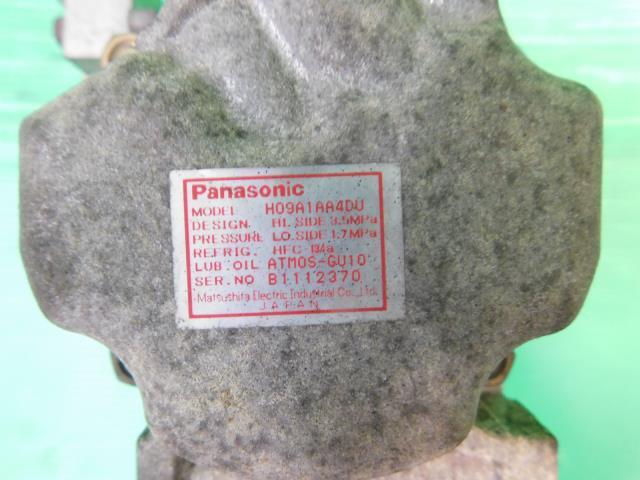 Panasonic
MODEL H09A1AA4DU
DESIGN. HI. SIDE 3.5MPa
PRESSURE LO. SIDE 1.7MPa
REFRIG. HFC-134a
LUB. OIL ATMOS-GU10
SER. NO B1112370
Matsushita Electric Industrial Co., Ltd.
JAPAN